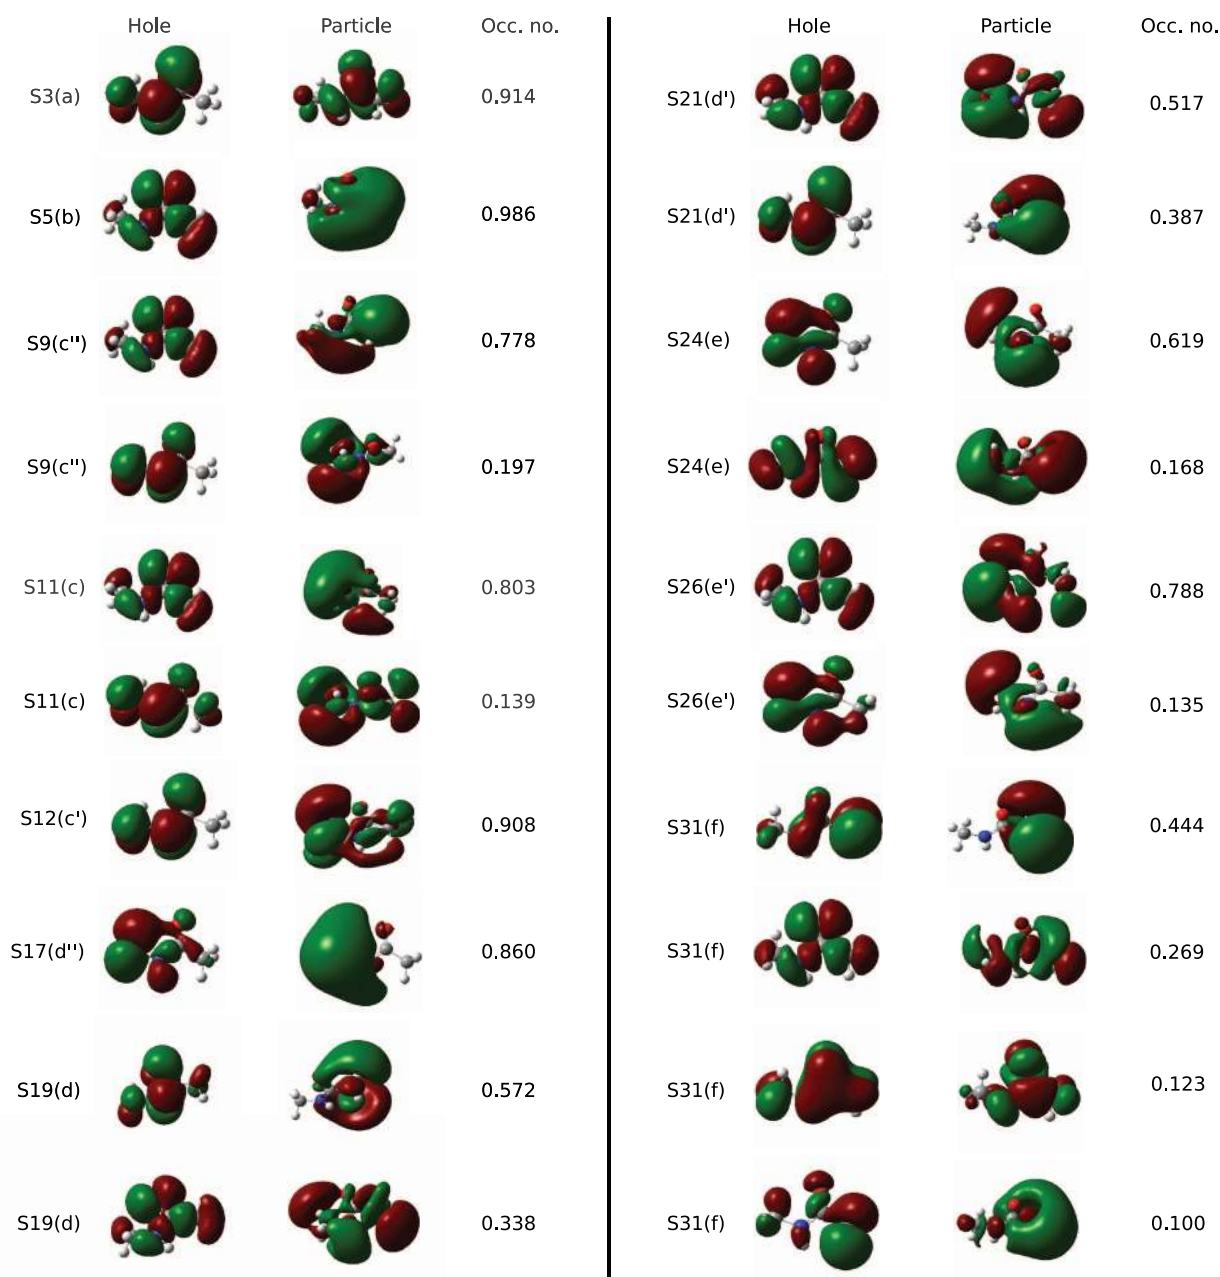 Hole Particle Occ. no.
S3(a) 0.914
S5(b) 0.986
S9(c'') 0.778
S9(c'') 0.197
S11(c) 0.803
S11(c) 0.139
S12(c') 0.908
S17(d'') 0.860
S19(d) 0.572
S19(d) 0.338
Hole Particle Occ. no.
S21(d') 0.517
S21(d') 0.387
S24(e) 0.619
S24(e) 0.168
S26(e') 0.788
S26(e') 0.135
S31(f) 0.444
S31(f) 0.269
S31(f) 0.123
S31(f) 0.100